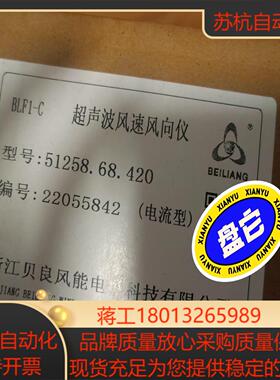 闲鱼
苏杭自动
BLF1-C 超声波风速风向仪
BEILIANG
型号:51258.68.420
编号:22055842 (电流型)
浙江贝良风能电 科技有限公
XIANYU
盘它
XIANYU
蒋工18013265989
自动化 品牌质量放心采购质量保
开票 现货充足为您提供稳定的货